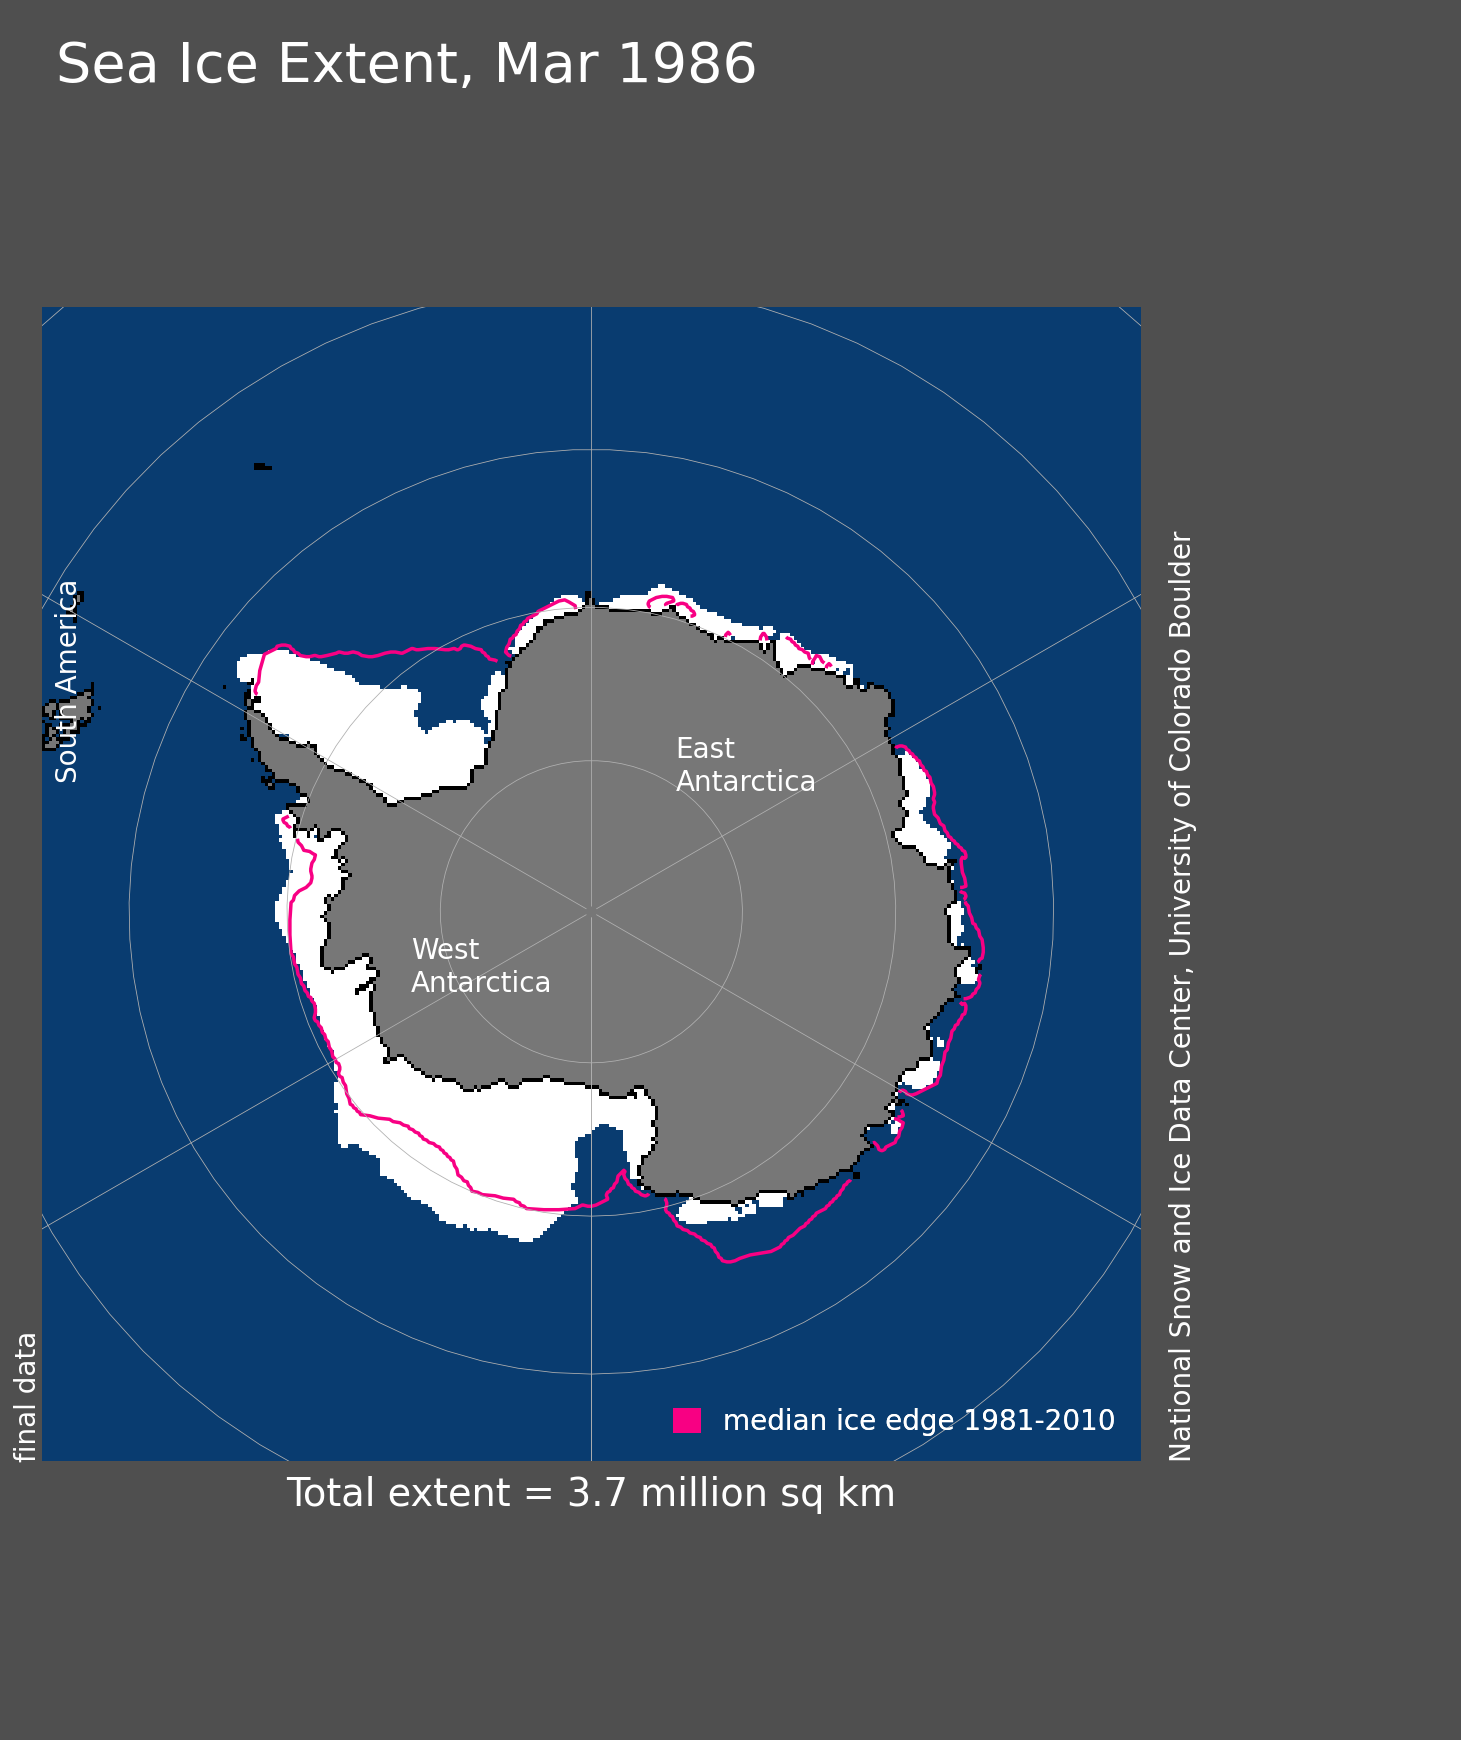 Sea Ice Extent, Mar 1986
South America
East
Antarctica
West
Antarctica
National Snow and Ice Data Center, University of Colorado Boulder
final data
median ice edge 1981-2010
Total extent = 3.7 million sq km